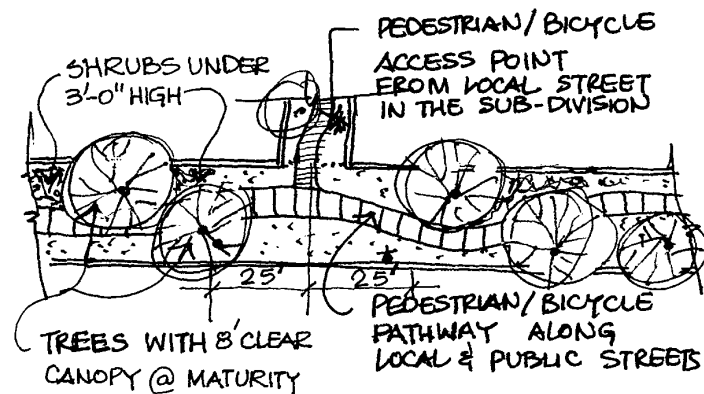 PEDESTRIAN/BICYCLE
ACCESS POINT
FROM LOCAL STREET
IN THE SUB-DIVISION
SHRUBS UNDER
3'-0" HIGH
25' 25'
TREES WITH 8' CLEAR
CANOPY @ MATURITY
PEDESTRIAN/BICYCLE
PATHWAY ALONG
LOCAL & PUBLIC STREETS